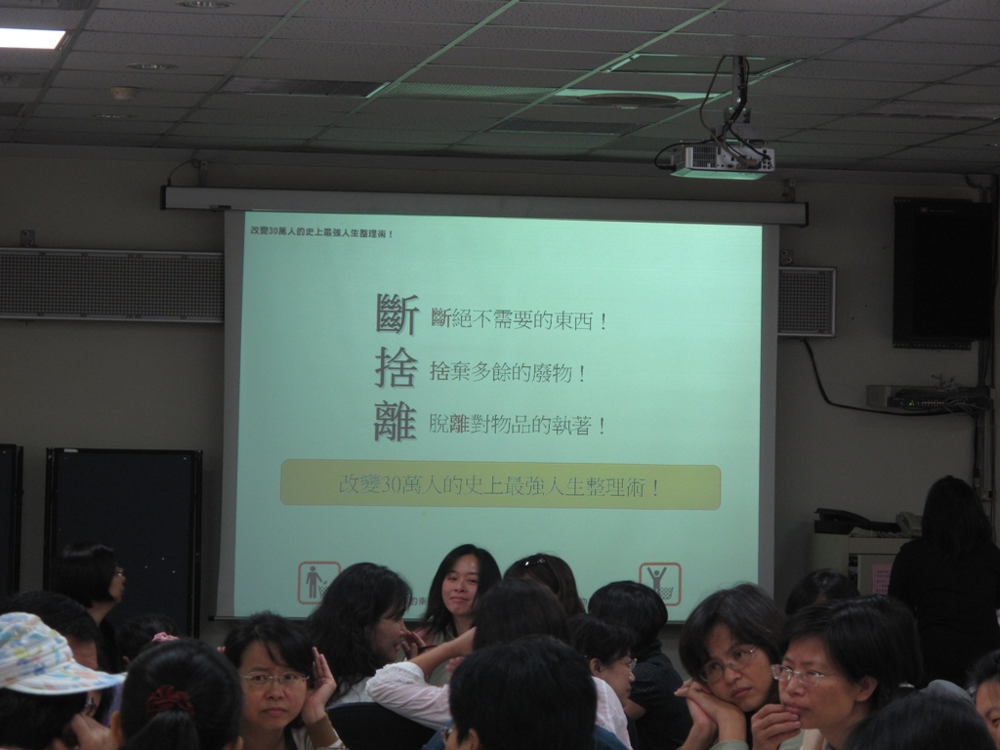 改變30萬人的史上最強人生整理術！
斷 斷絕不需要的東西！
捨 捨棄多餘的廢物！
離 脫離對物品的執著！
改變30萬人的史上最強人生整理術！